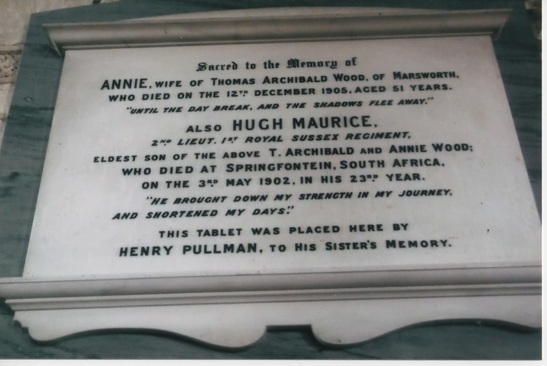 Sacred to the Memory of
ANNIE, WIFE OF THOMAS ARCHIBALD WOOD, OF MARSWORTH,
WHO DIED ON THE 12TH DECEMBER 1905, AGED 51 YEARS.
"UNTIL THE DAY BREAK, AND THE SHADOWS FLEE AWAY."
ALSO HUGH MAURICE,
2ND LIEUT. 1ST ROYAL SUSSEX REGIMENT,
ELDEST SON OF THE ABOVE T. ARCHIBALD AND ANNIE WOOD;
WHO DIED AT SPRINGFONTEIN, SOUTH AFRICA,
ON THE 3RD MAY 1902, IN HIS 23RD YEAR.
"HE BROUGHT DOWN MY STRENGTH IN MY JOURNEY,
AND SHORTENED MY DAYS."
THIS TABLET WAS PLACED HERE BY
HENRY PULLMAN, TO HIS SISTER'S MEMORY.